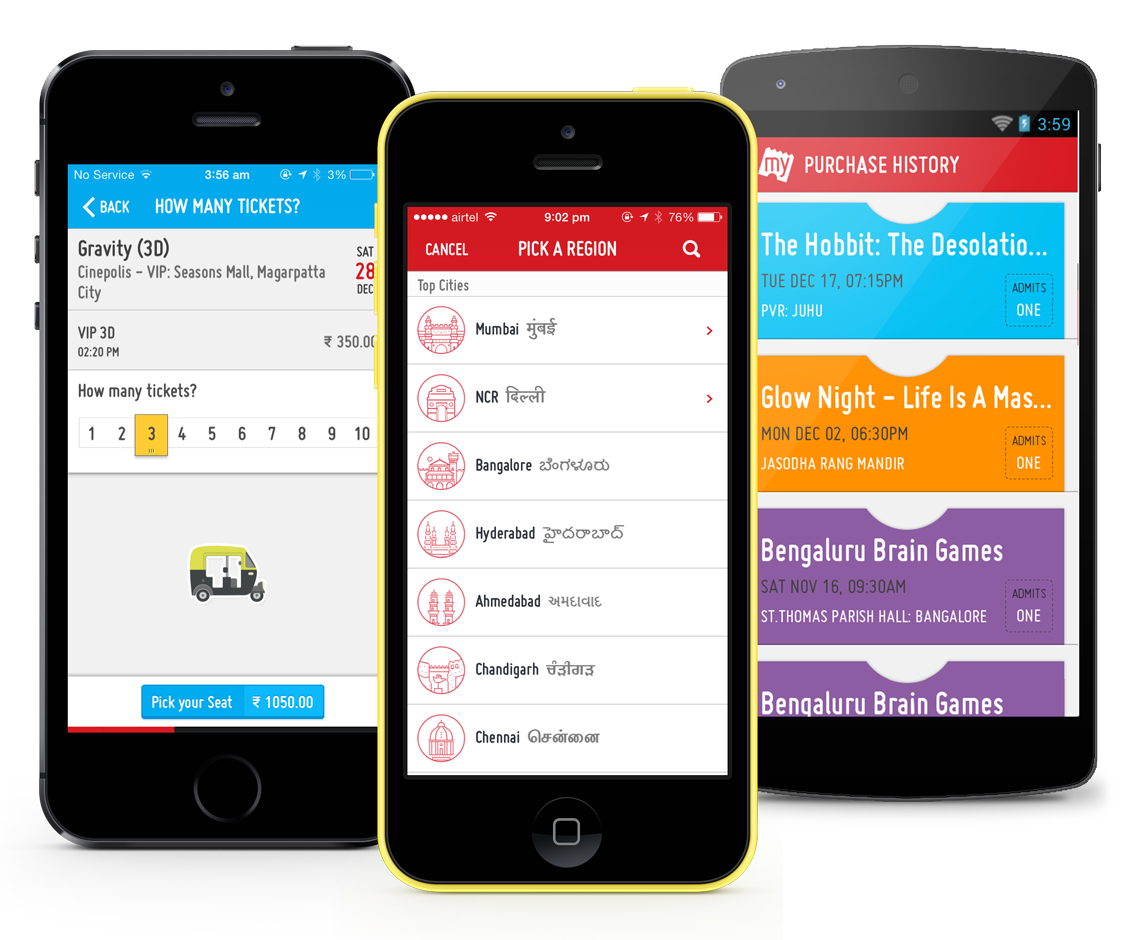 No Service 3:56 am 3%
BACK HOW MANY TICKETS?
Gravity (3D)
Cinepolis – VIP: Seasons Mall, Magarpatta
City
SAT
28
DEC
VIP 3D
02:20 PM
₹ 350.00
How many tickets?
1 2 3 4 5 6 7 8 9 10
Pick your Seat ₹ 1050.00
airtel 9:02 pm 76%
CANCEL PICK A REGION
Top Cities
Mumbai मुंबई
NCR दिल्ली
Bangalore ಬೆಂಗಳೂರು
Hyderabad హైదరాబాద్
Ahmedabad અમદાવાદ
Chandigarh ਚੰਡੀਗੜ
Chennai சென்னை
3:59
my PURCHASE HISTORY
The Hobbit: The Desolatio...
TUE DEC 17, 07:15PM
PVR: JUHU
ADMITS
ONE
Glow Night – Life Is A Mas...
MON DEC 02, 06:30PM
JASODHA RANG MANDIR
ADMITS
ONE
Bengaluru Brain Games
SAT NOV 16, 09:30AM
ST.THOMAS PARISH HALL: BANGALORE
ADMITS
ONE
Bengaluru Brain Games